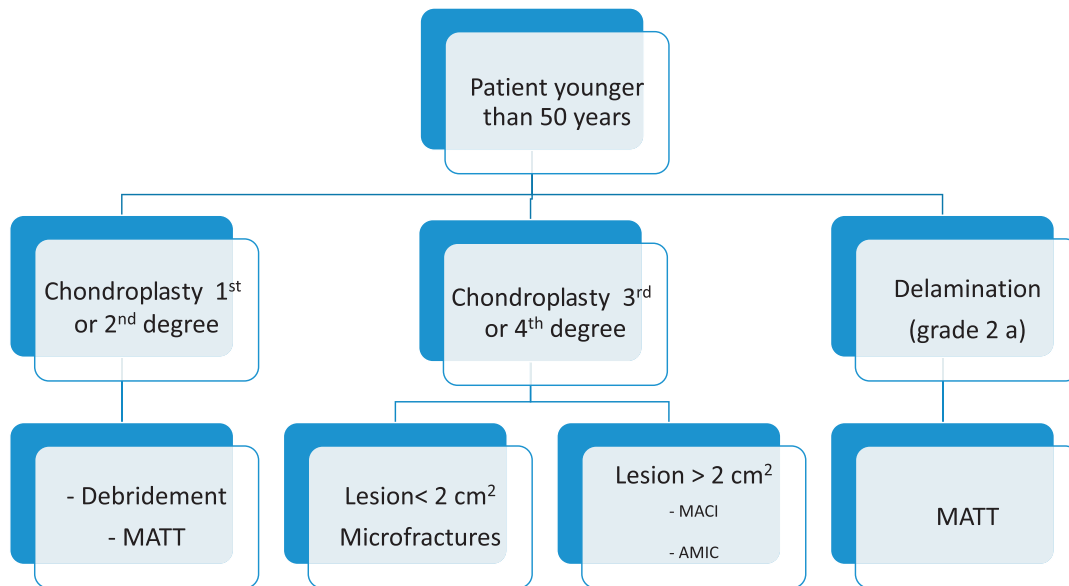 Patient younger
than 50 years
Chondroplasty 1st
or 2nd degree
Chondroplasty 3rd
or 4th degree
Delamination
(grade 2 a)
- Debridement
- MATT
Lesion< 2 cm²
Microfractures
Lesion > 2 cm²
- MACI
- AMIC
MATT